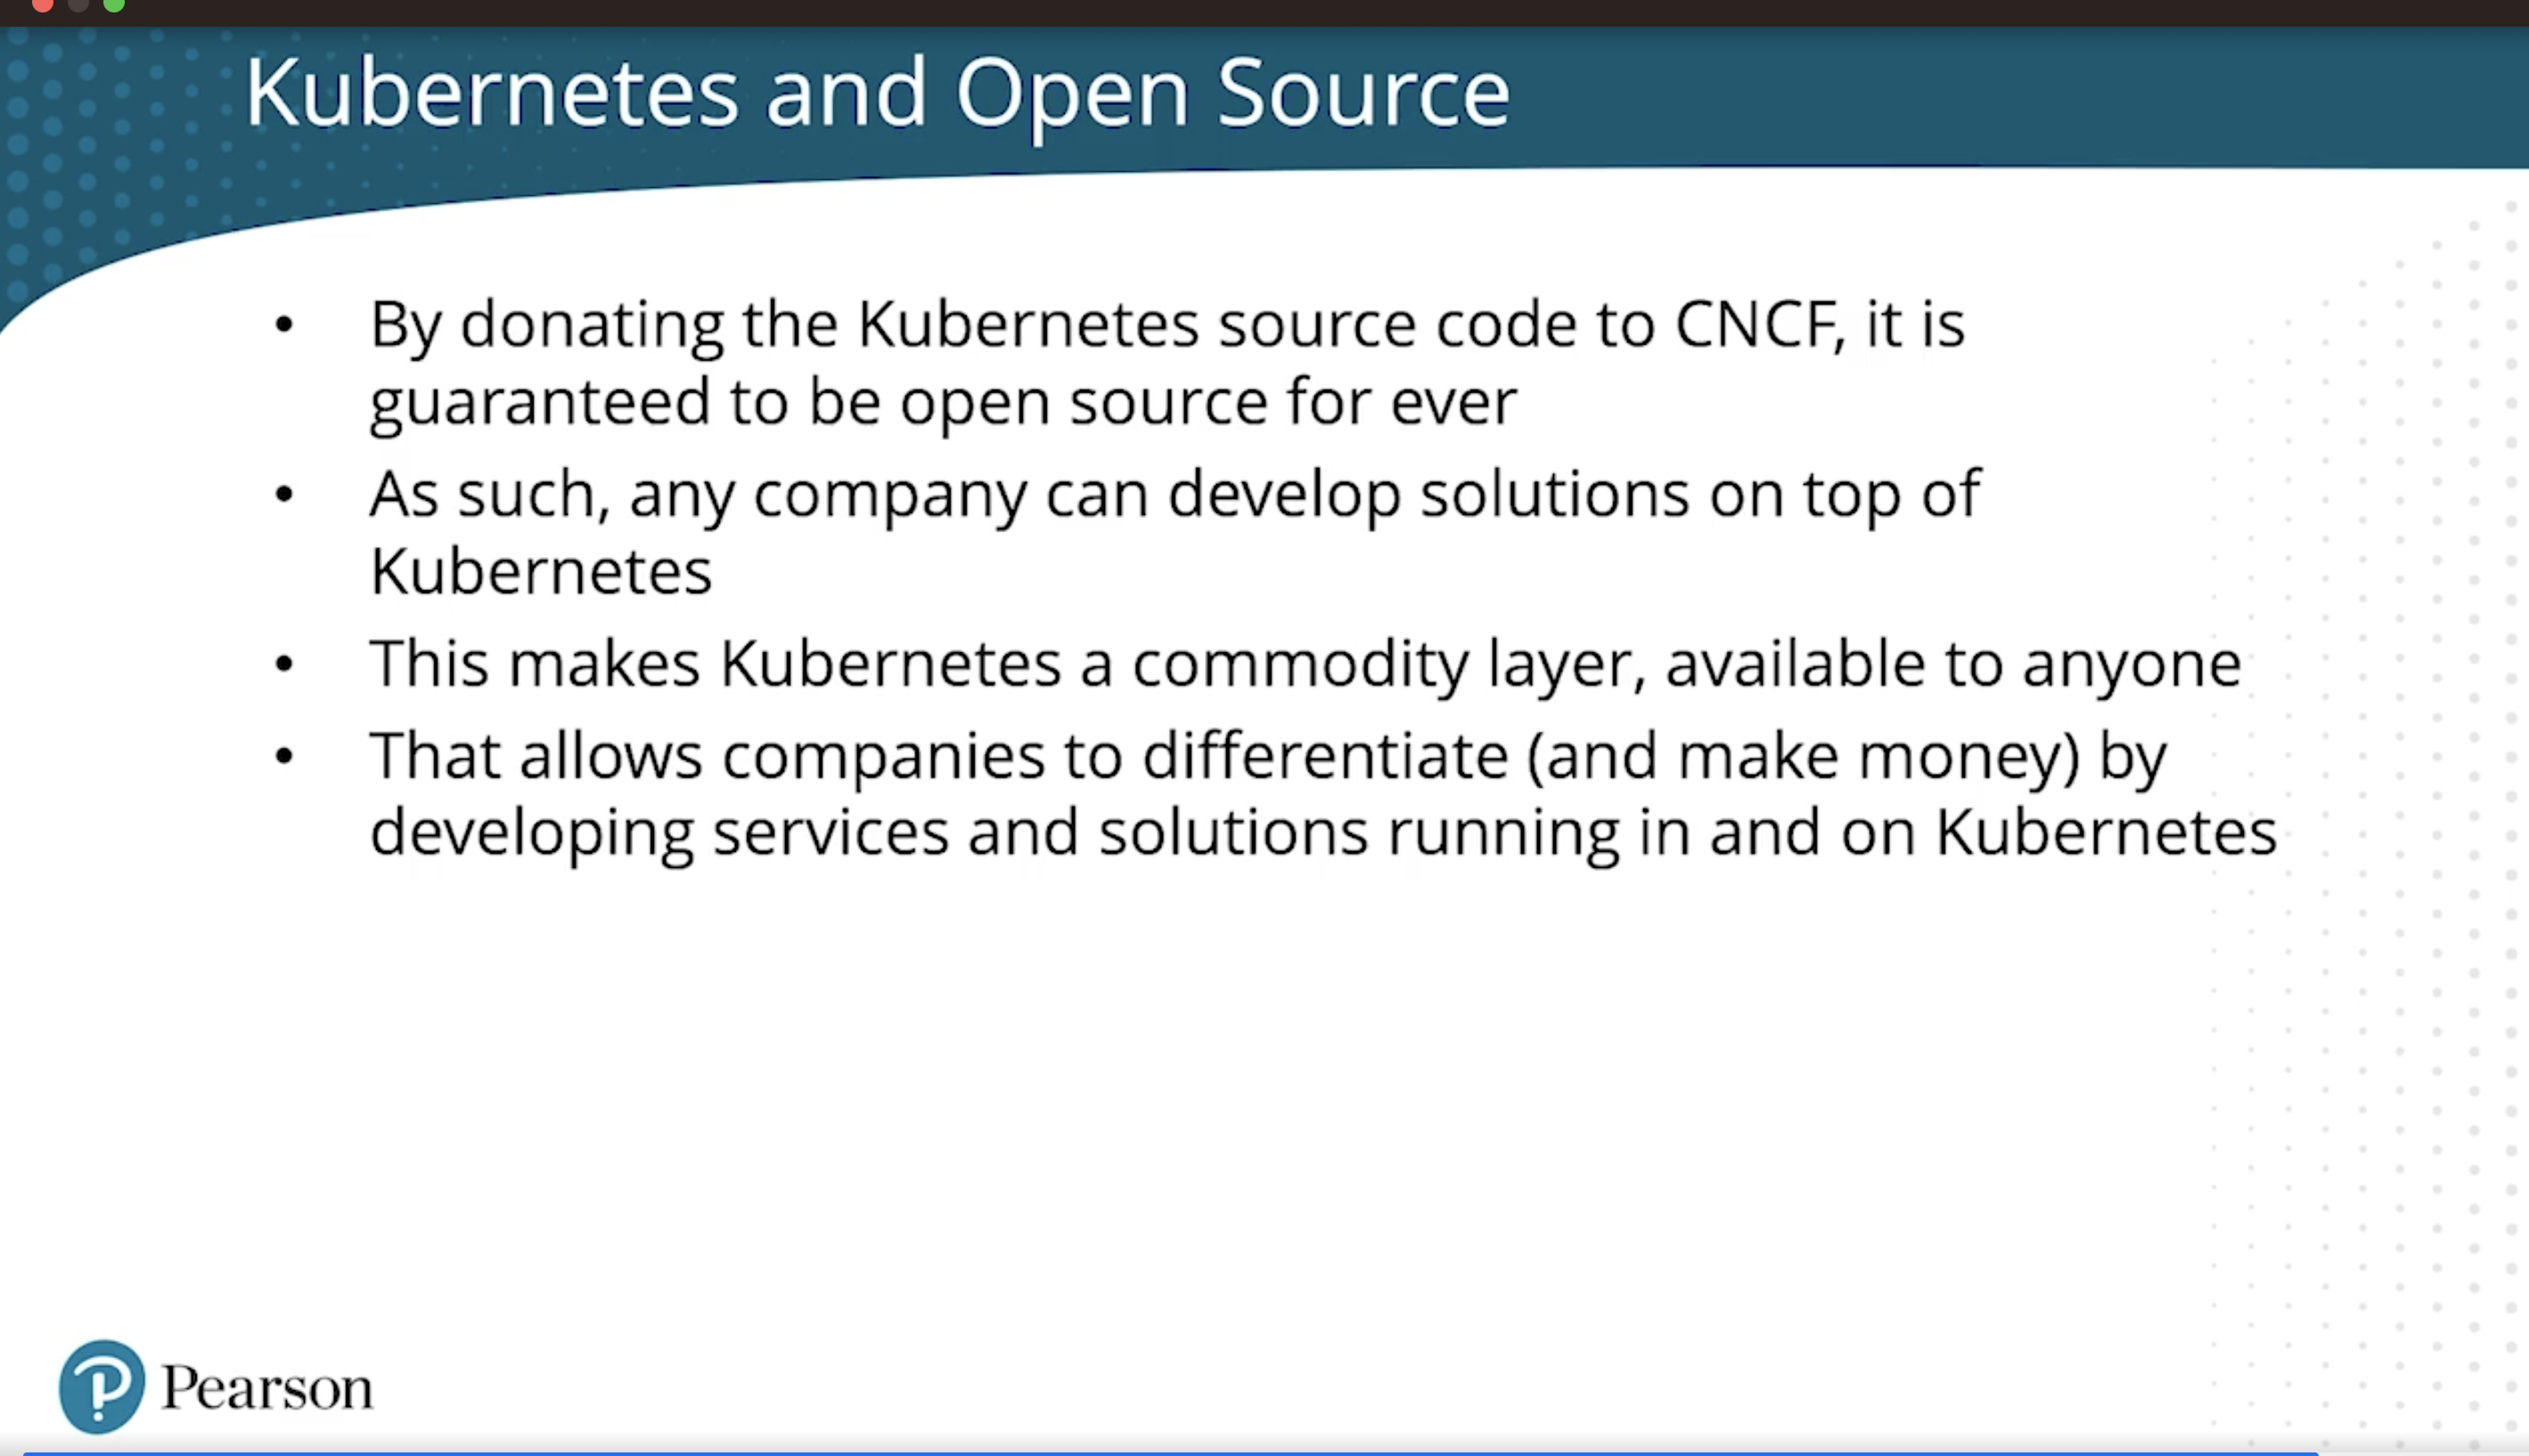 Kubernetes and Open Source
• By donating the Kubernetes source code to CNCF, it is
guaranteed to be open source for ever
• As such, any company can develop solutions on top of
Kubernetes
• This makes Kubernetes a commodity layer, available to anyone
• That allows companies to differentiate (and make money) by
developing services and solutions running in and on Kubernetes
Pearson